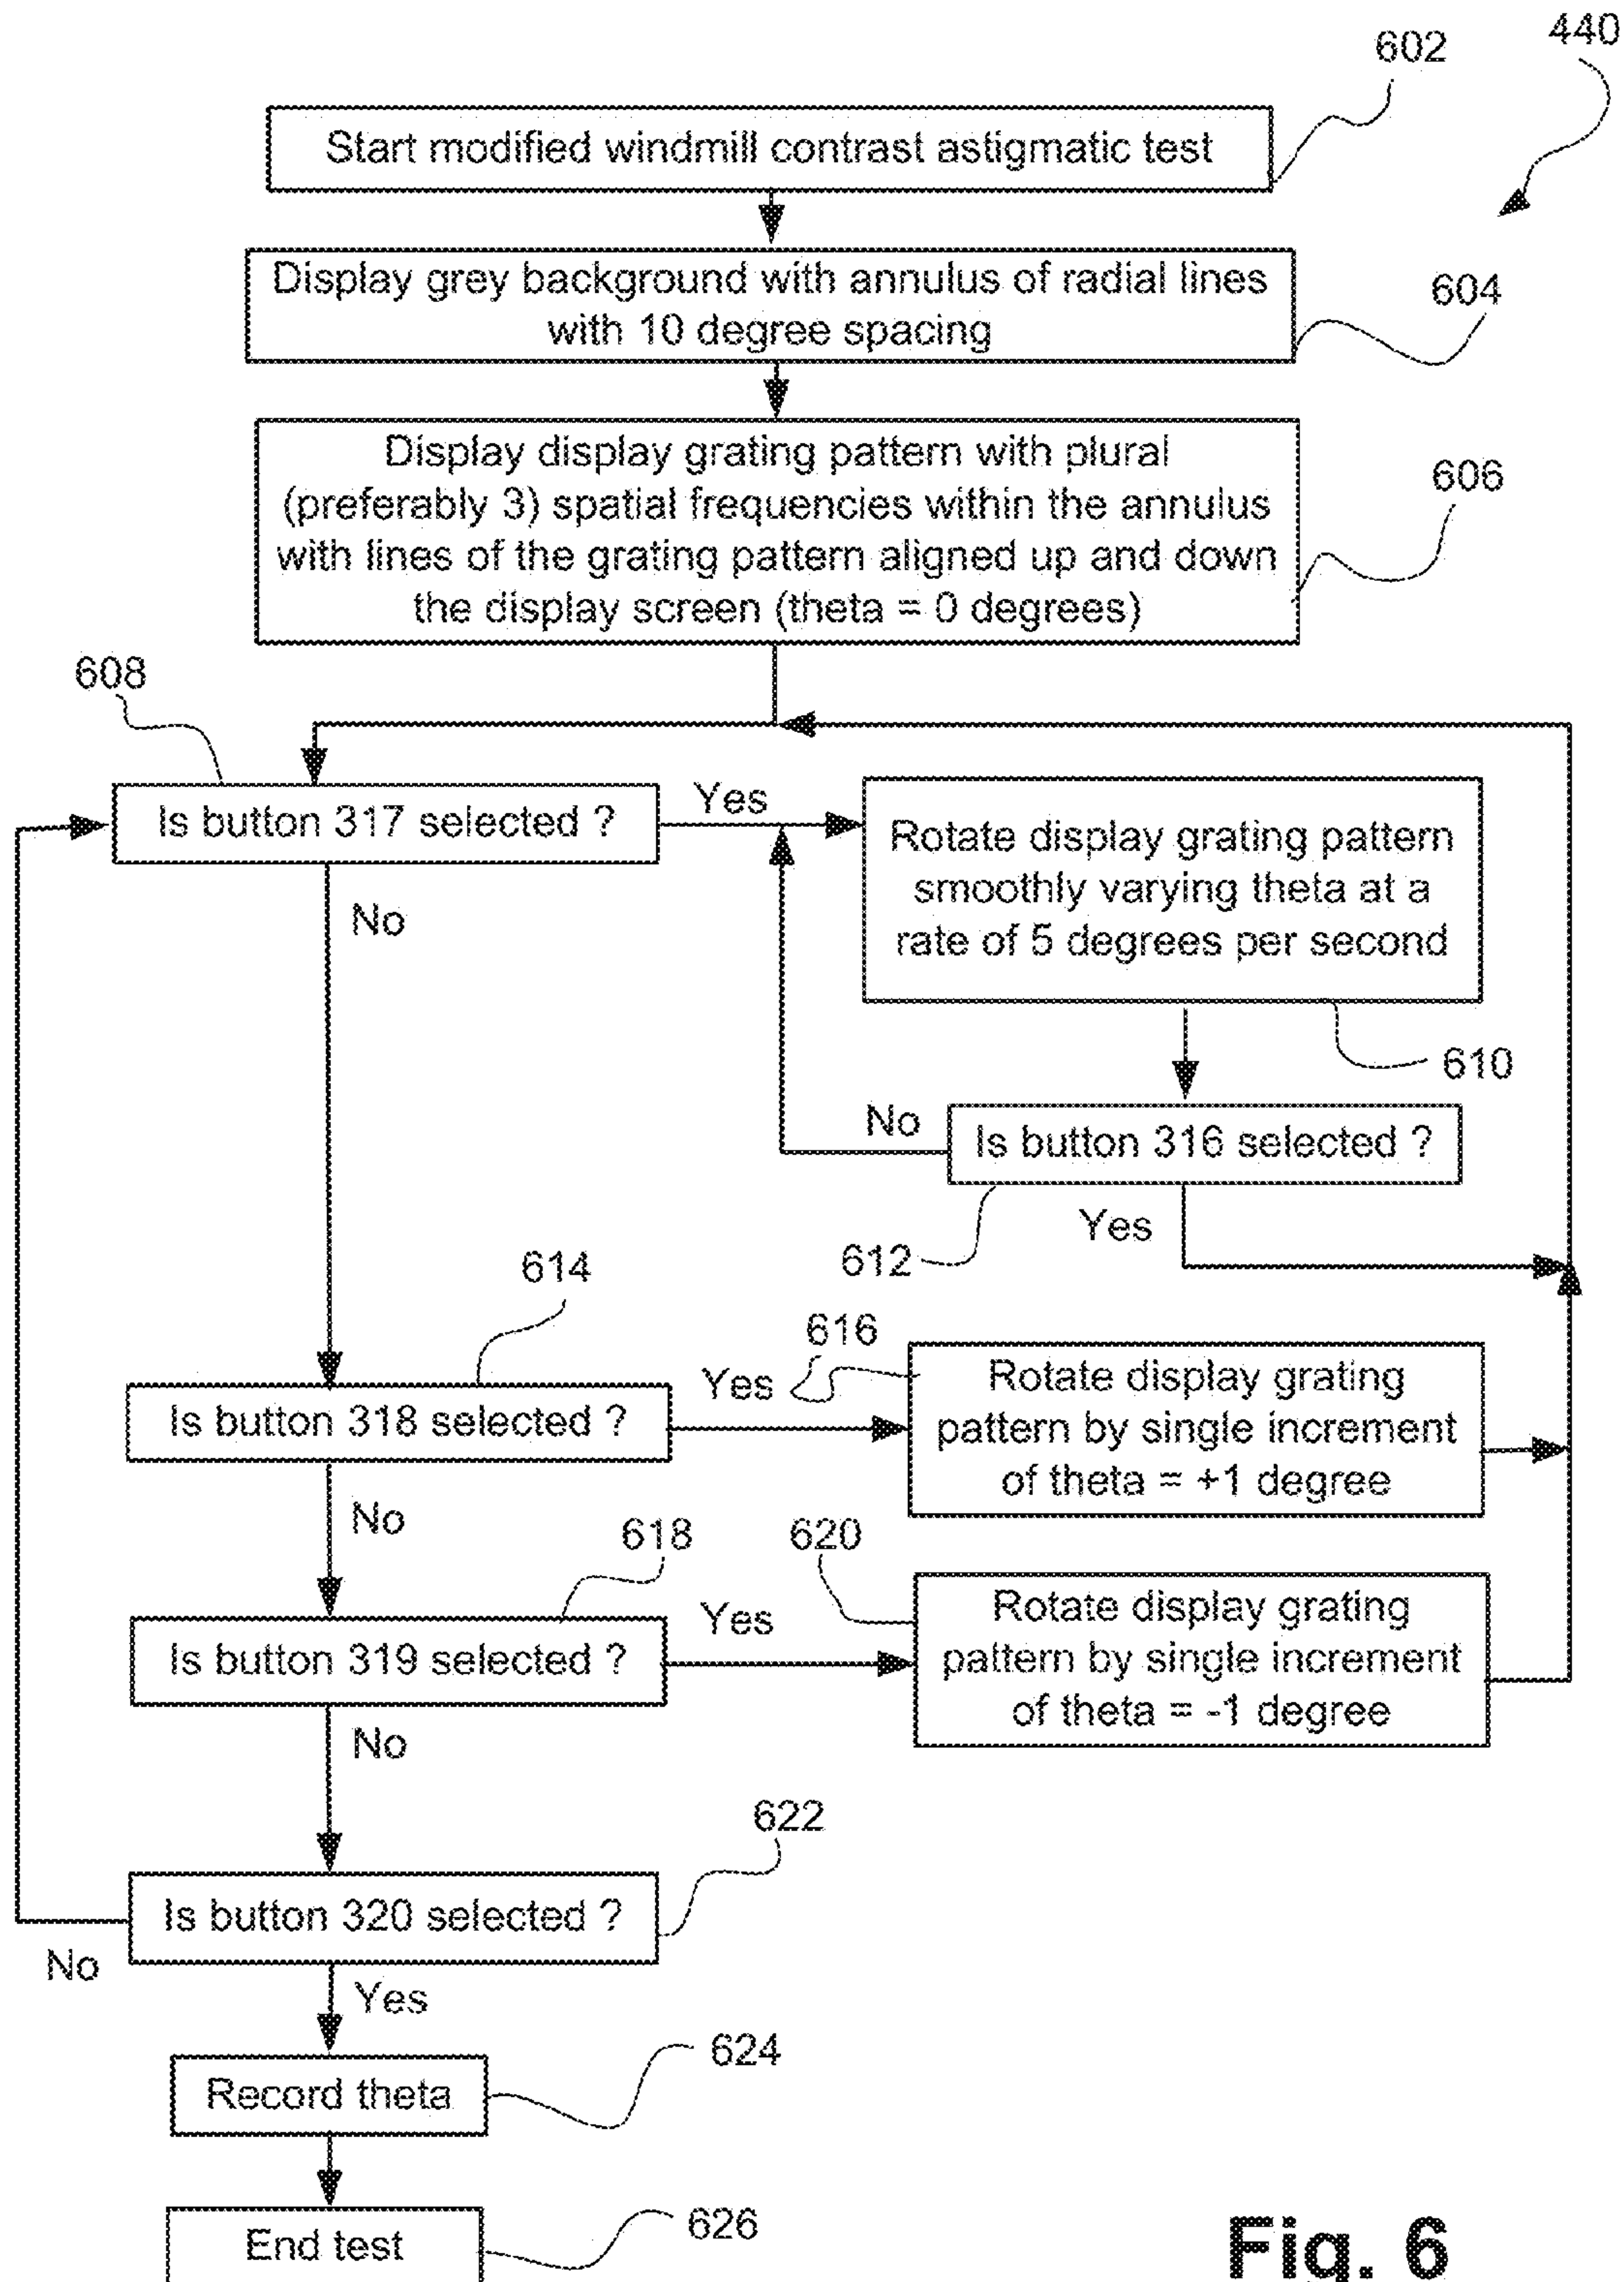 440
602
Start modified windmill contrast astigmatic test
Display grey background with annulus of radial lines
with 10 degree spacing
604
Display display grating pattern with plural
(preferably 3) spatial frequencies within the annulus
with lines of the grating pattern aligned up and down
the display screen (theta = 0 degrees)
606
608
Is button 317 selected ?
Yes
No
Rotate display grating pattern
smoothly varying theta at a
rate of 5 degrees per second
610
No
Is button 316 selected ?
Yes
612
614
Is button 318 selected ?
Yes
616
Rotate display grating
pattern by single increment
of theta = +1 degree
No
618
Is button 319 selected ?
Yes
620
Rotate display grating
pattern by single increment
of theta = -1 degree
No
622
Is button 320 selected ?
No
Yes
624
Record theta
626
End test
Fig. 6